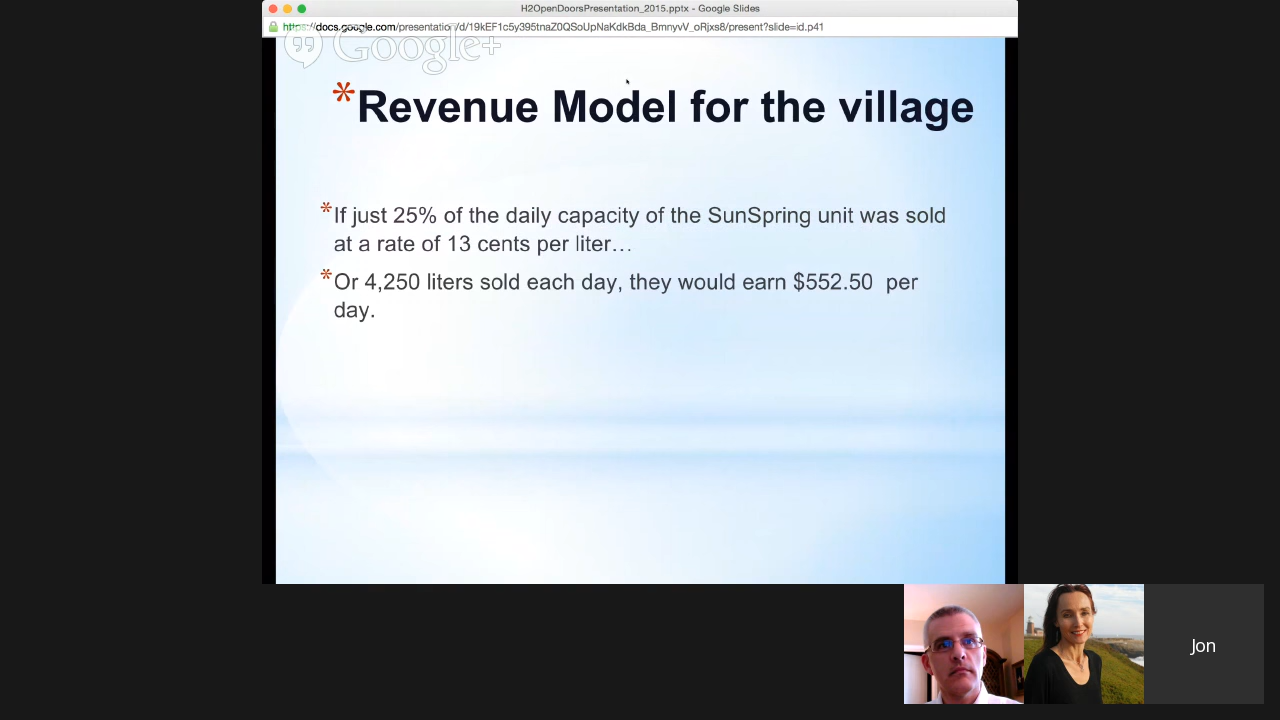 H2OpenDoorsPresentation_2015.pptx - Google Slides
https://docs.google.com/presentation/d/19kEF1c5y395tnaZ0QSoUpNaKdkBda_BmnyvV_oRjxs8/present?slide=id.p41
Google+
*Revenue Model for the village
*If just 25% of the daily capacity of the SunSpring unit was sold
at a rate of 13 cents per liter…
*Or 4,250 liters sold each day, they would earn $552.50 per
day.
Jon